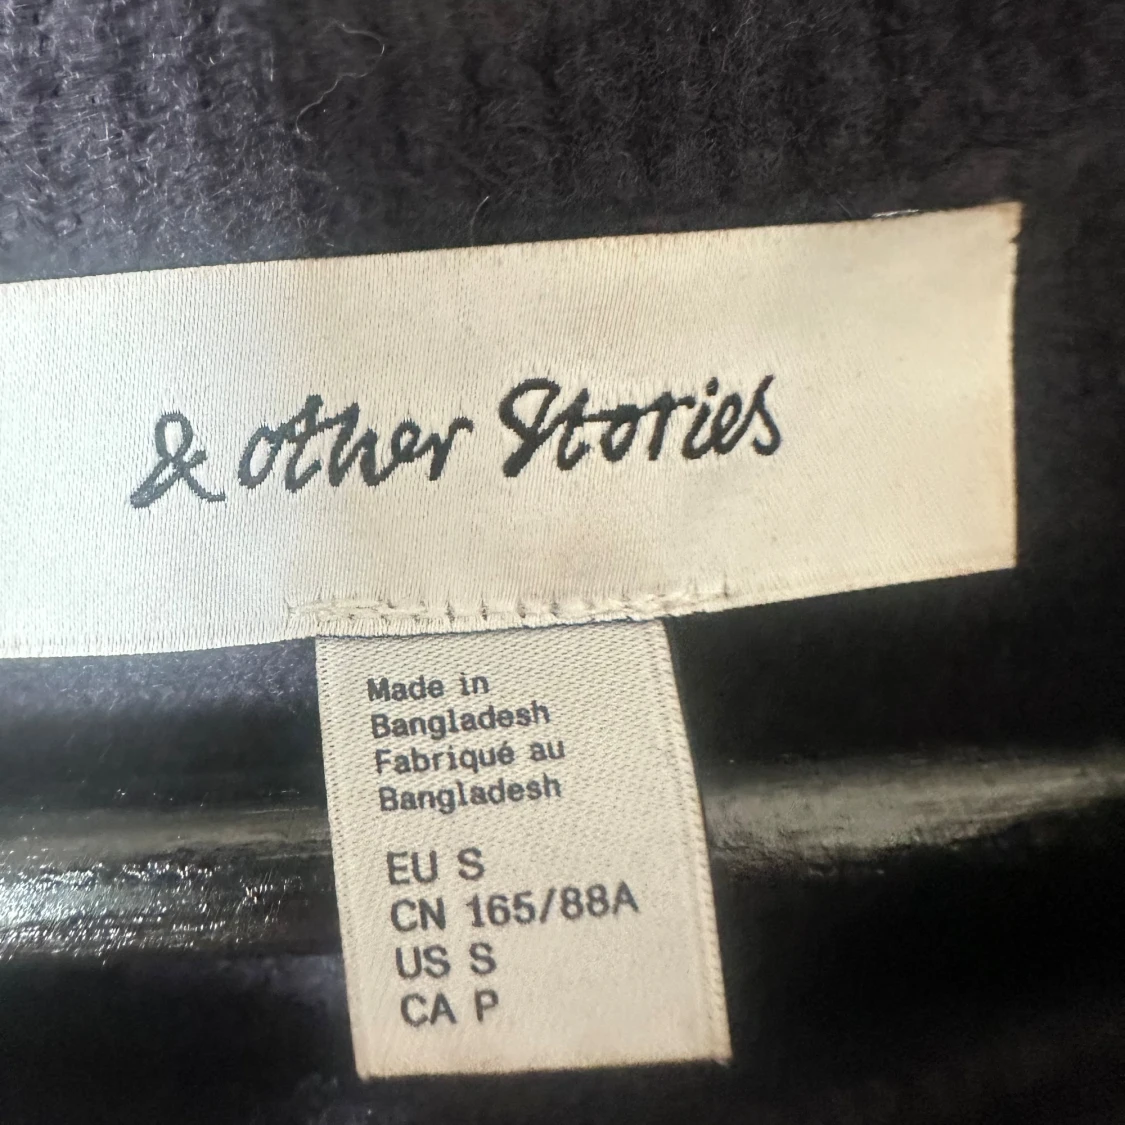 & other Stories
Made in
Bangladesh
Fabriqué au
Bangladesh
EU S
CN 165/88A
US S
CA P